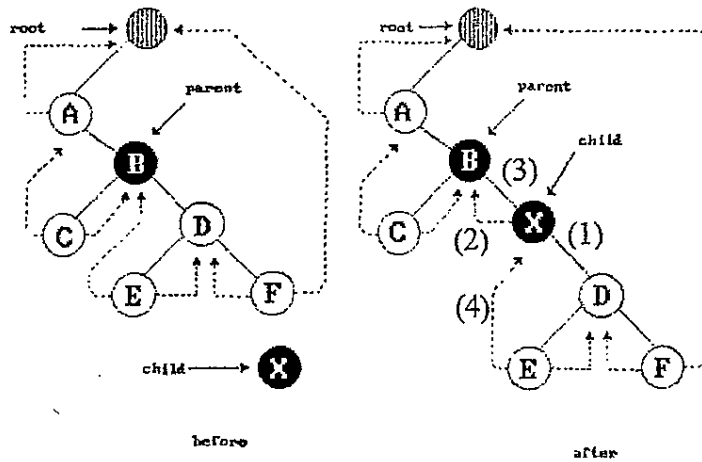 root
root
A
parent
A
parent
child
B
B
(3)
C
D
C
X
(2)
(1)
E
F
(4)
D
child
X
E
F
before
after